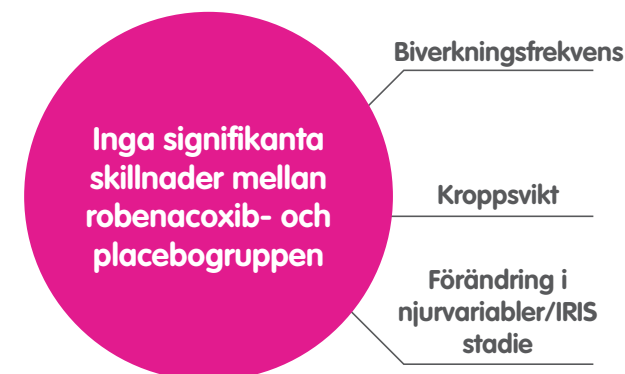 Inga signifikanta
skillnader mellan
robenacoxib- och
placebogruppen
Biverkningsfrekvens
Kroppsvikt
Förändring i
njurvariabler/IRIS
stadie